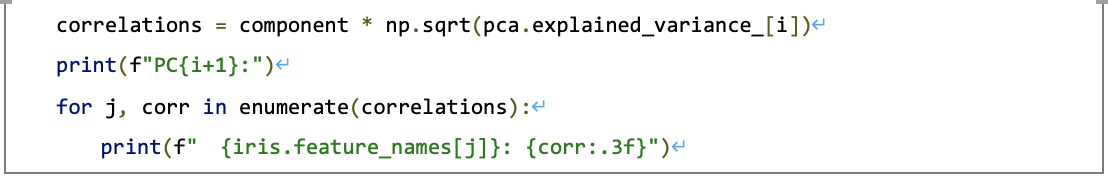 correlations = component * np.sqrt(pca.explained_variance_[i])↵
print(f"PC{i+1}:")↵
for j, corr in enumerate(correlations):↵
    print(f"  {iris.feature_names[j]}: {corr:.3f}")↵